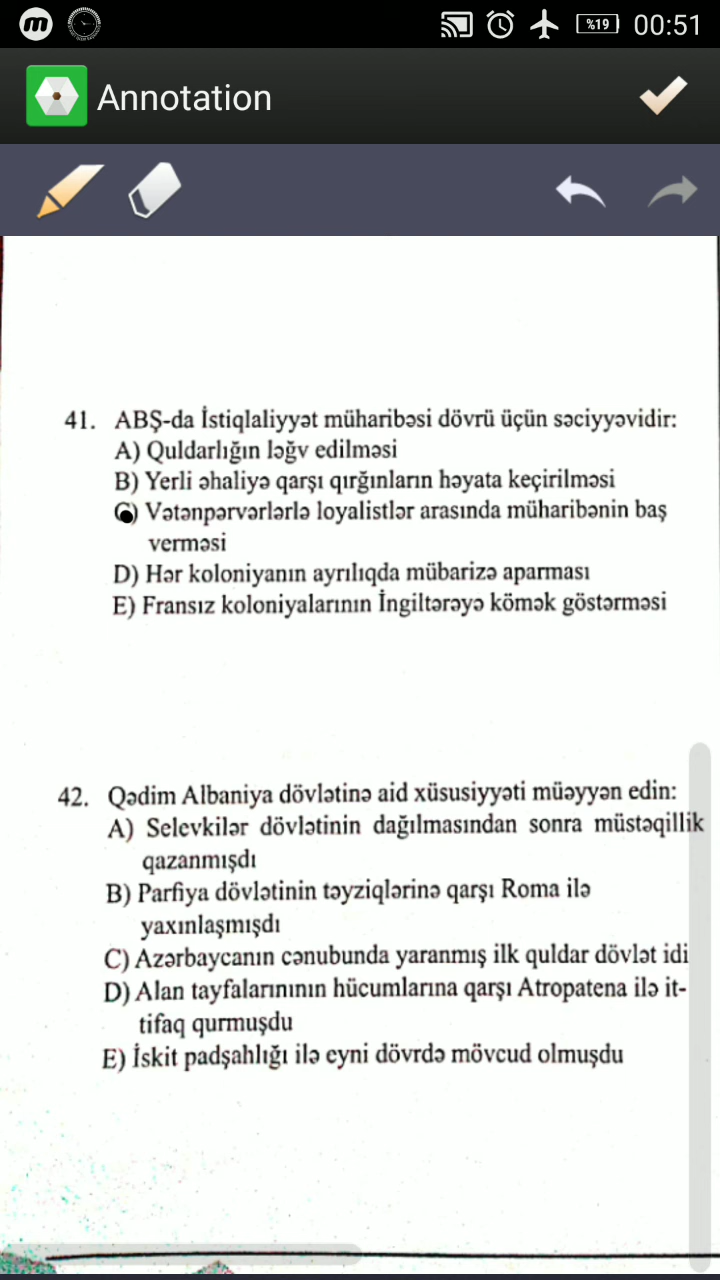 m
%19
00:51
Annotation
41. ABŞ-da İstiqlaliyyət müharibəsi dövrü üçün səciyyəvidir:
A) Quldarlığın ləğv edilməsi
B) Yerli əhaliyə qarşı qırğınların həyata keçirilməsi
C) Vətənpərvərlərlə loyalistlər arasında müharibənin baş
verməsi
D) Hər koloniyanın ayrılıqda mübarizə aparması
E) Fransız koloniyalarının İngiltərəyə kömək göstərməsi
42. Qədim Albaniya dövlətinə aid xüsusiyyəti müəyyən edin:
A) Selevkilər dövlətinin dağılmasından sonra müstəqillik
qazanmışdı
B) Parfiya dövlətinin təyziqlərinə qarşı Roma ilə
yaxınlaşmışdı
C) Azərbaycanın cənubunda yaranmış ilk quldar dövlət idi
D) Alan tayfalarınının hücumlarına qarşı Atropatena ilə it-
tifaq qurmuşdu
E) İskit padşahlığı ilə eyni dövrdə mövcud olmuşdu